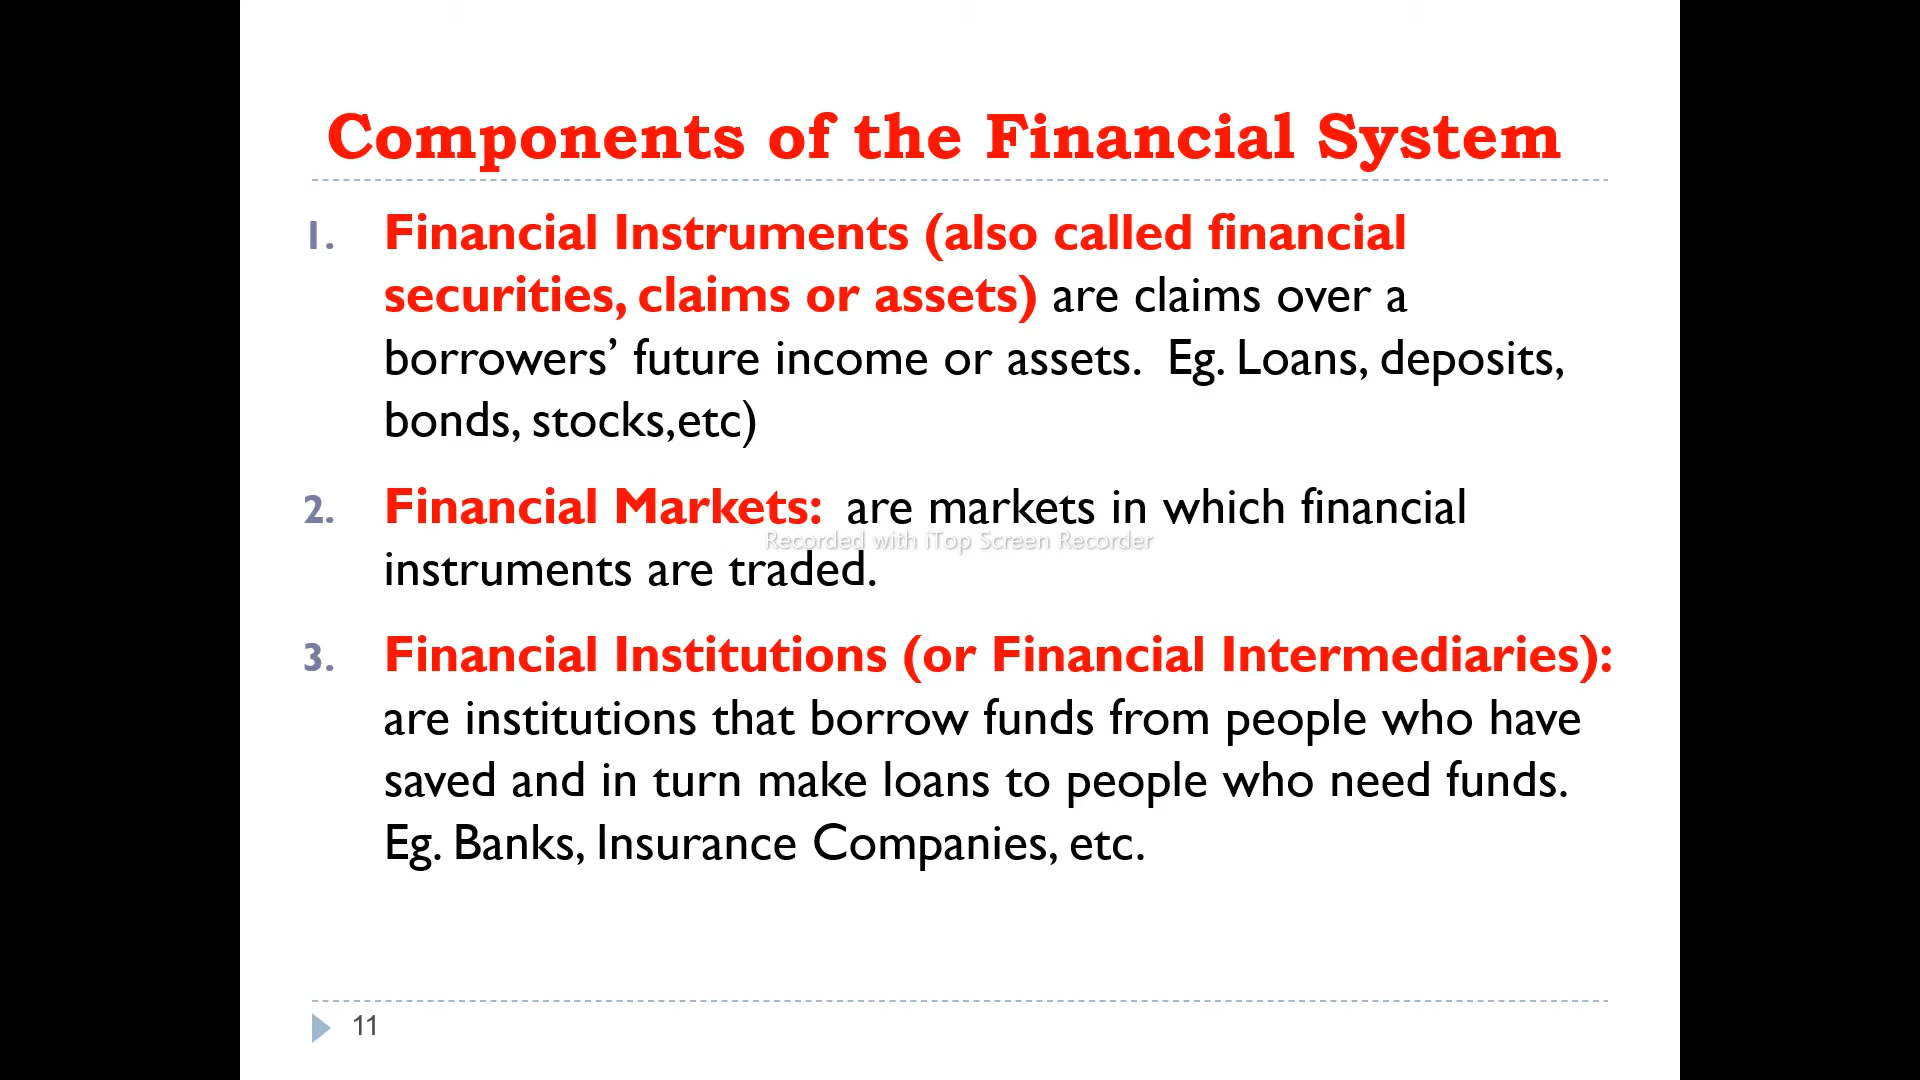 Components of the Financial System
1. Financial Instruments (also called financial
securities, claims or assets) are claims over a
borrowers’ future income or assets. Eg. Loans, deposits,
bonds, stocks,etc)
2. Financial Markets: are markets in which financial
Recorded with iTop Screen Recorder
instruments are traded.
3. Financial Institutions (or Financial Intermediaries):
are institutions that borrow funds from people who have
saved and in turn make loans to people who need funds.
Eg. Banks, Insurance Companies, etc.
11